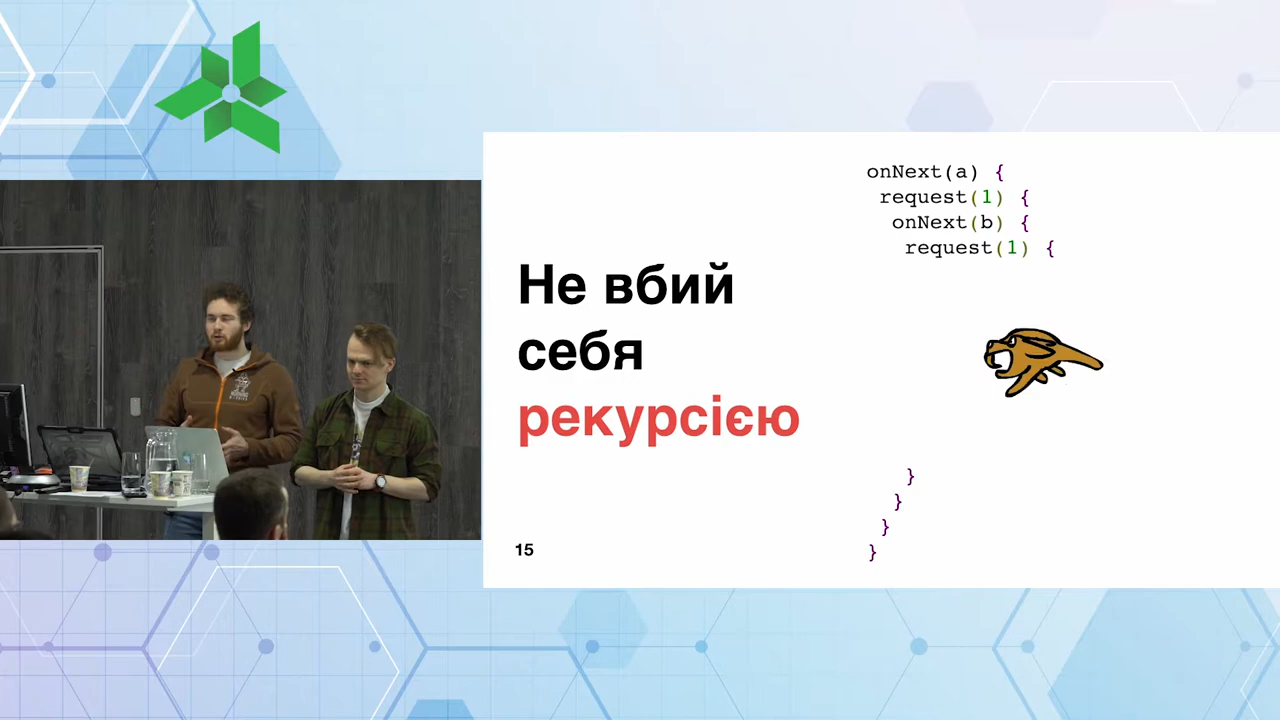 Не вбий
себя
рекурсією
15
onNext(a) {
request(1) {
onNext(b) {
request(1) {
}
}
}
}